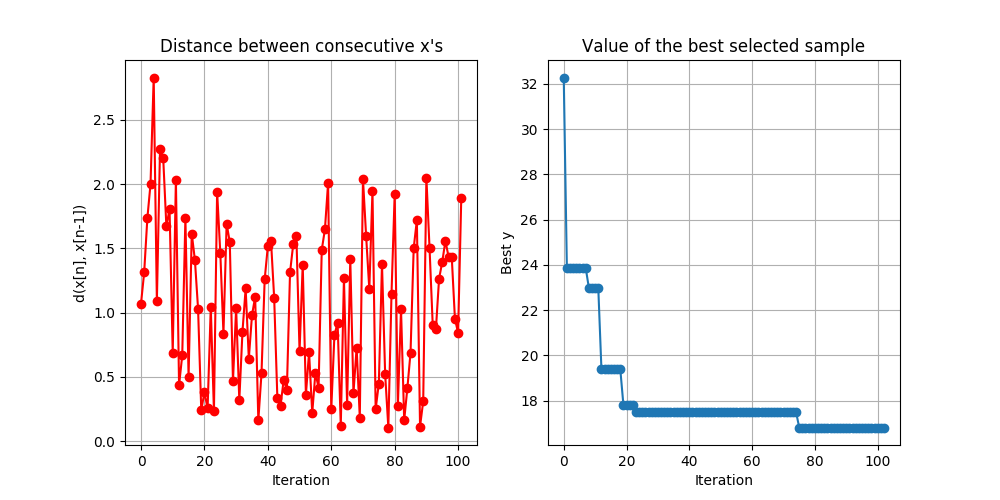 Distance between consecutive x's
d(x[n], x[n-1])
2.5
2.0
1.5
1.0
0.5
0.0
0 20 40 60 80 100
Iteration
Value of the best selected sample
Best y
32
30
28
26
24
22
20
18
0 20 40 60 80 100
Iteration